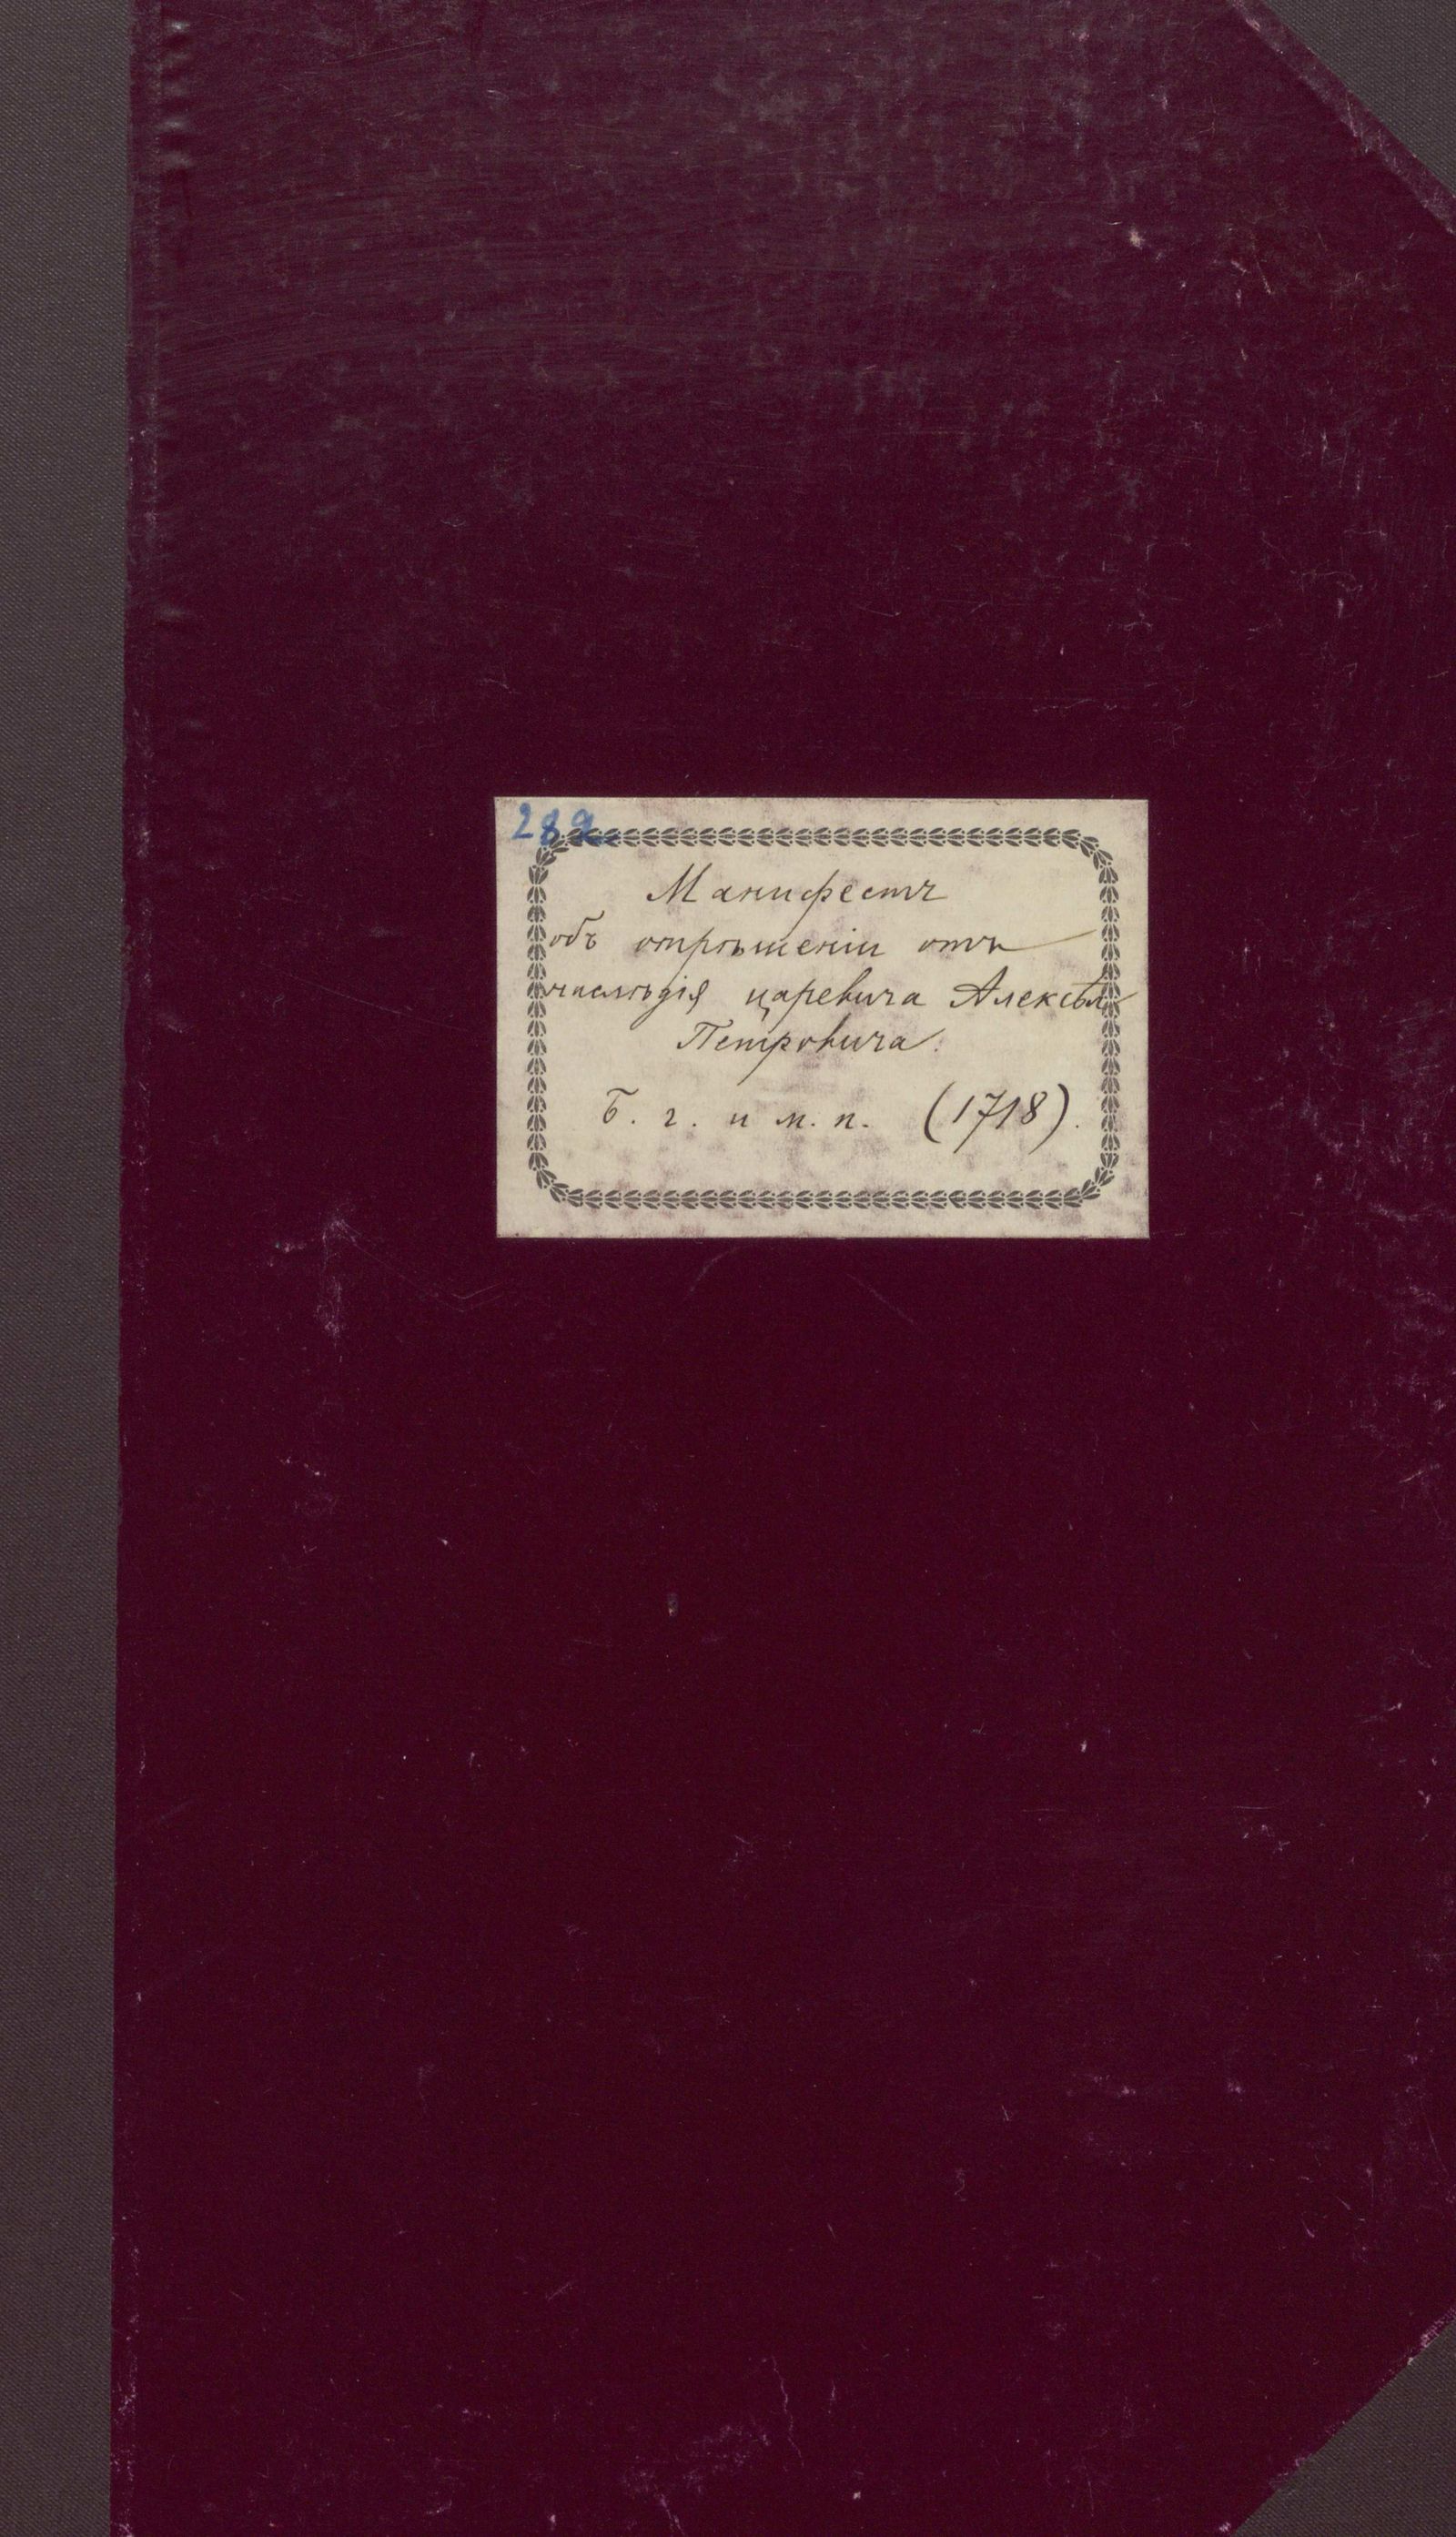 289
Манифестъ
объ отрѣшеніи отъ
наслѣдія царевича Алексѣя
Петровича.
Б. г. и м. п. (1718).